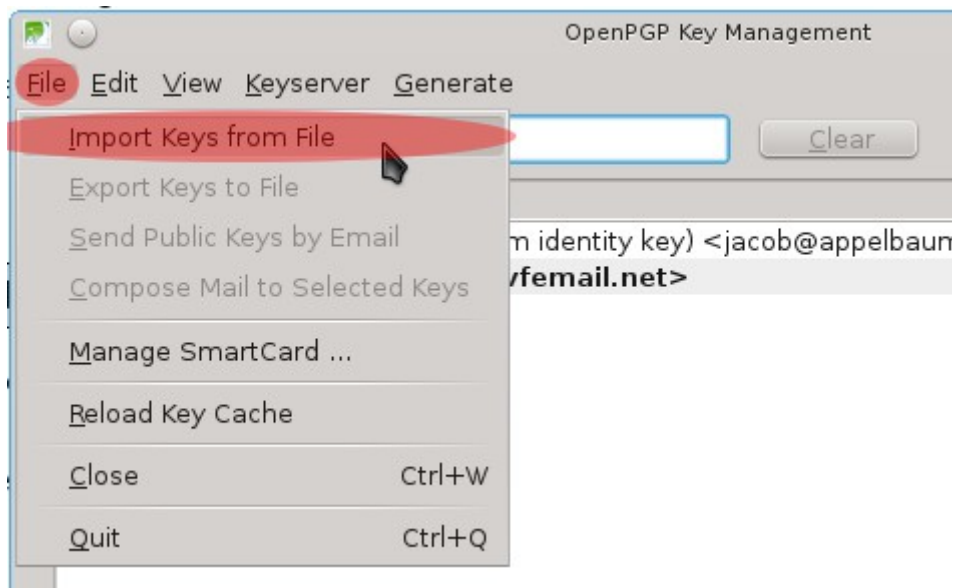 OpenPGP Key Management
File Edit View Keyserver Generate
Import Keys from File
Clear
Export Keys to File
Send Public Keys by Email
m identity key) <jacob@appelbaum
Compose Mail to Selected Keys
vfemail.net>
Manage SmartCard ...
Reload Key Cache
Close Ctrl+W
Quit Ctrl+Q